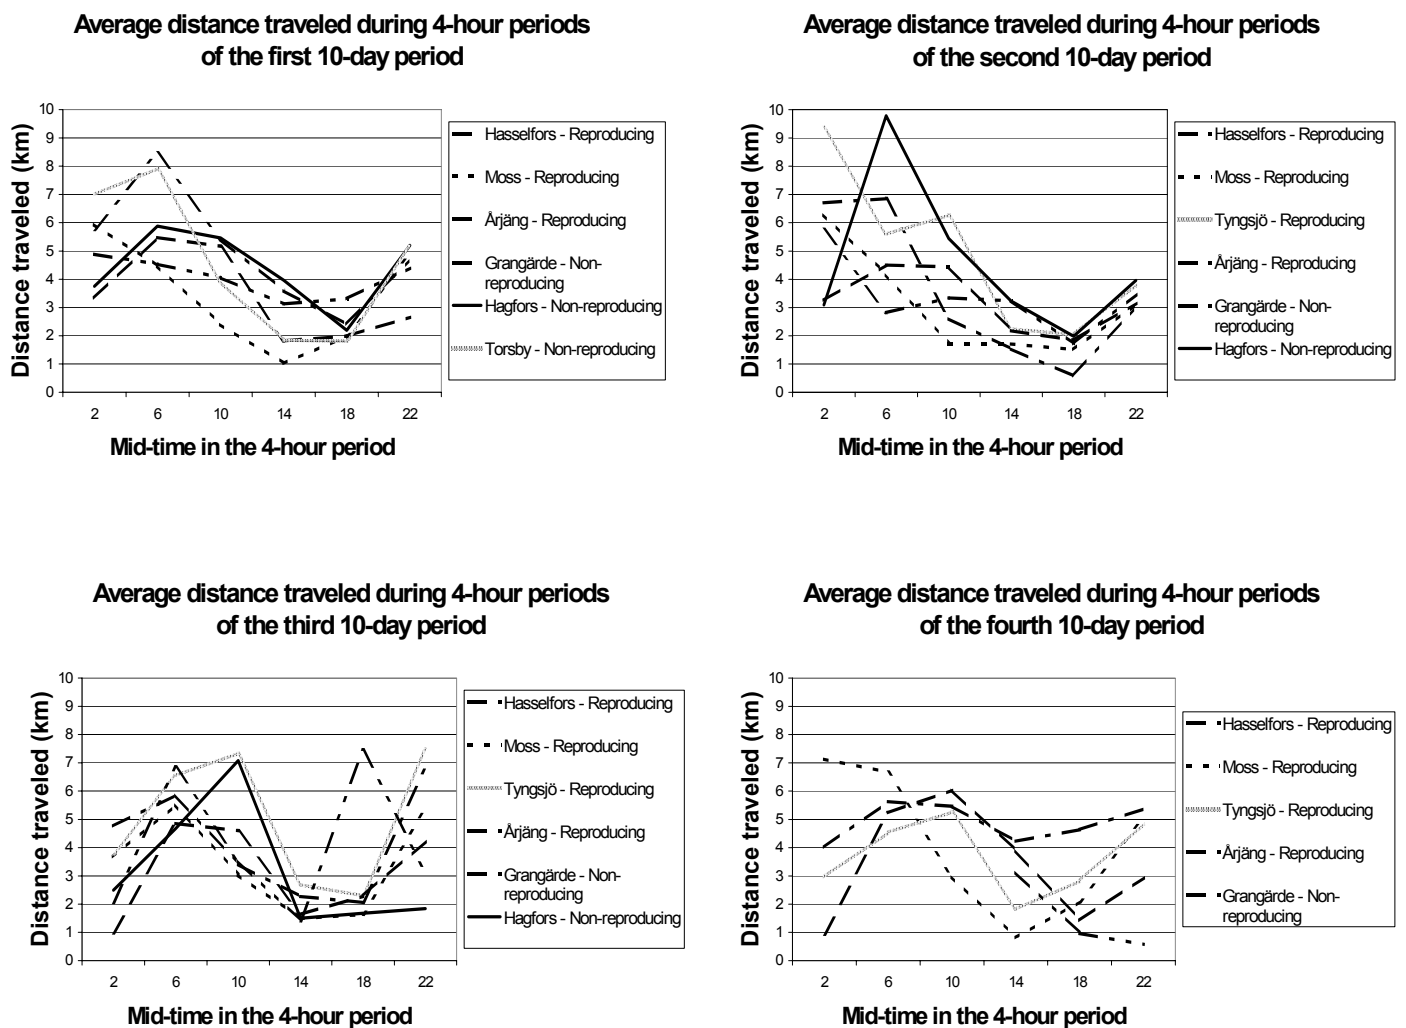 Average distance traveled during 4-hour periods
of the first 10-day period
10
9
8
7
6
5
4
3
2
1
0
Distance traveled (km)
2 6 10 14 18 22
Mid-time in the 4-hour period
Hasselfors - Reproducing
Moss - Reproducing
Årjäng - Reproducing
Grangärde - Non-
reproducing
Hagfors - Non-reproducing
Torsby - Non-reproducing
Average distance traveled during 4-hour periods
of the second 10-day period
10
9
8
7
6
5
4
3
2
1
0
Distance traveled (km)
2 6 10 14 18 22
Mid-time in the 4-hour period
Hasselfors - Reproducing
Moss - Reproducing
Tyngsjö - Reproducing
Årjäng - Reproducing
Grangärde - Non-
reproducing
Hagfors - Non-reproducing
Average distance traveled during 4-hour periods
of the third 10-day period
10
9
8
7
6
5
4
3
2
1
0
Distance traveled (km)
2 6 10 14 18 22
Mid-time in the 4-hour period
Hasselfors - Reproducing
Moss - Reproducing
Tyngsjö - Reproducing
Årjäng - Reproducing
Grangärde - Non-
reproducing
Hagfors - Non-reproducing
Average distance traveled during 4-hour periods
of the fourth 10-day period
10
9
8
7
6
5
4
3
2
1
0
Distance traveled (km)
2 6 10 14 18 22
Mid-time in the 4-hour period
Hasselfors - Reproducing
Moss - Reproducing
Tyngsjö - Reproducing
Årjäng - Reproducing
Grangärde - Non-
reproducing